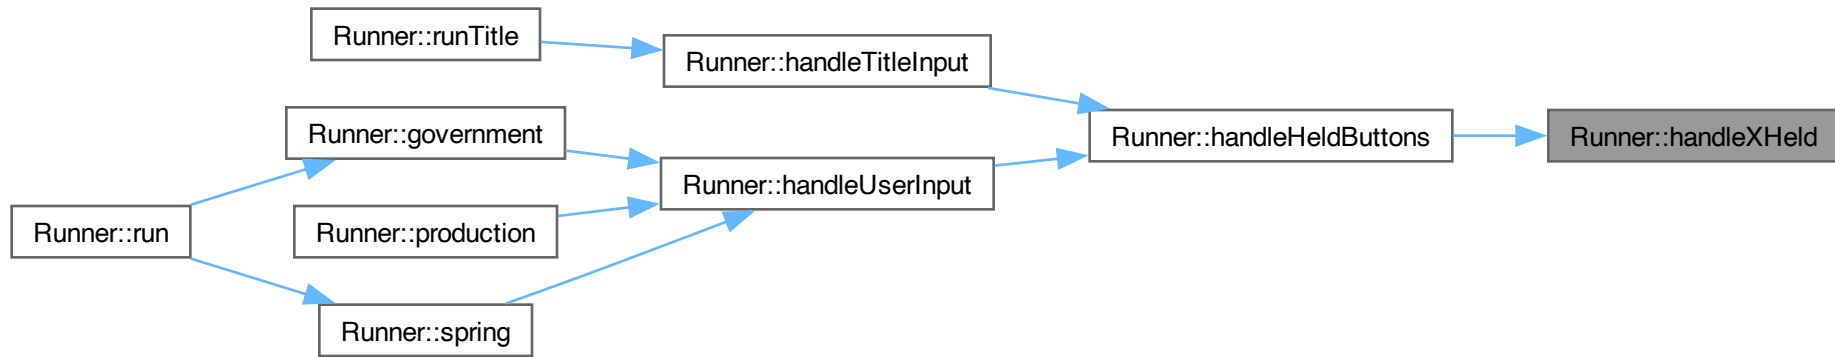 Runner::runTitle
Runner::handleTitleInput
Runner::government
Runner::handleHeldButtons
Runner::handleXHeld
Runner::handleUserInput
Runner::run
Runner::production
Runner::spring